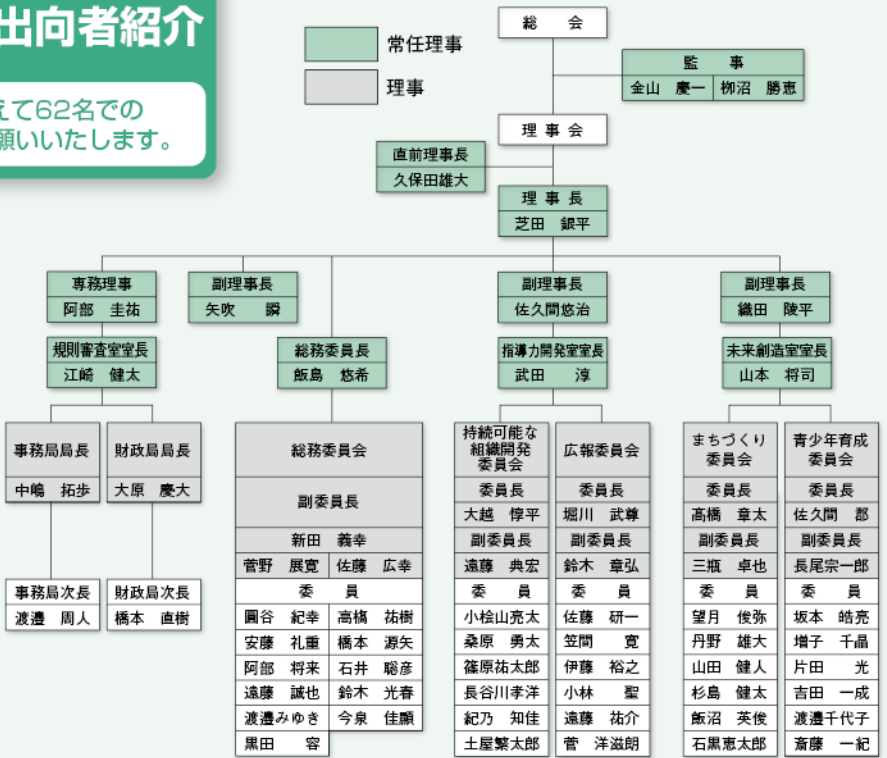 出向者紹介
えて62名での
願いいたします。
常任理事
理事
総　会
監　事
金山　慶一　栁沼　勝恵
理 事 会
直前理事長
久保田雄大
理 事 長
芝田　銀平
専務理事　副理事長　副理事長　副理事長
阿部　圭祐　矢吹　瞬　佐久間悠治　織田　陵平
規則審査室室長　総務委員長　指導力開発室室長　未来創造室室長
江崎　健太　飯島　悠希　武田　淳　山本　将司
事務局局長　財政局局長
中嶋　拓歩　大原　慶大
事務局次長　財政局次長
渡邉　周人　橋本　直樹
総務委員会
副委員長
新田　義幸
菅野　展寛　佐藤　広幸
委　員
圓谷　紀幸　高橋　祐樹
安藤　礼重　橋本　源矢
阿部　将来　石井　聡彦
遠藤　誠也　鈴木　光春
渡邉みゆき　今泉　佳顕
黒田　容
持続可能な
組織開発
委員会
委員長
大越　惇平
副委員長
遠藤　典宏
委　員
小桧山亮太
桑原　勇太
篠原祐太郎
長谷川孝洋
紀乃　知佳
土屋繁太郎
広報委員会
委員長
堀川　武尊
副委員長
鈴木　章弘
委　員
佐藤　研一
笠間　寛
伊藤　裕之
小林　聖
遠藤　祐介
菅　洋滋朗
まちづくり
委員会
委員長
髙橋　章太
副委員長
三瓶　卓也
委　員
望月　俊弥
丹野　雄大
山田　健人
杉島　健太
飯沼　英俊
石黒恵太郎
青少年育成
委員会
委員長
佐久間　郡
副委員長
長尾宗一郎
委　員
坂本　皓亮
増子　千晶
片田　光
吉田　一成
渡邉千代子
斎藤　一紀